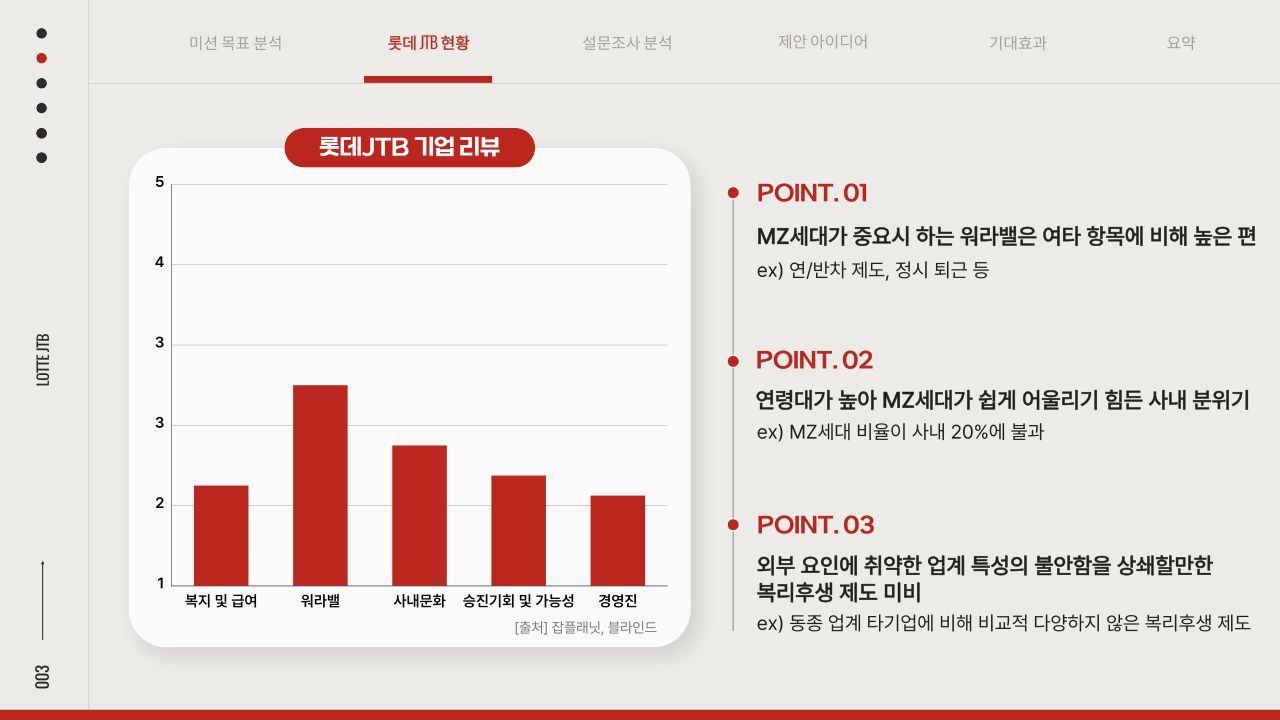 미션 목표 분석
롯데 JTB 현황
설문조사 분석
제안 아이디어
기대효과
요약
LOTTE JTB
003
롯데JTB 기업 리뷰
5
4
3
3
2
1
복지 및 급여
워라밸
사내문화
승진기회 및 가능성
경영진
[출처] 잡플래닛, 블라인드
POINT. 01
MZ세대가 중요시 하는 워라밸은 여타 항목에 비해 높은 편
ex) 연/반차 제도, 정시 퇴근 등
POINT. 02
연령대가 높아 MZ세대가 쉽게 어울리기 힘든 사내 분위기
ex) MZ세대 비율이 사내 20%에 불과
POINT. 03
외부 요인에 취약한 업계 특성의 불안함을 상쇄할만한
복리후생 제도 미비
ex) 동종 업계 타기업에 비해 비교적 다양하지 않은 복리후생 제도